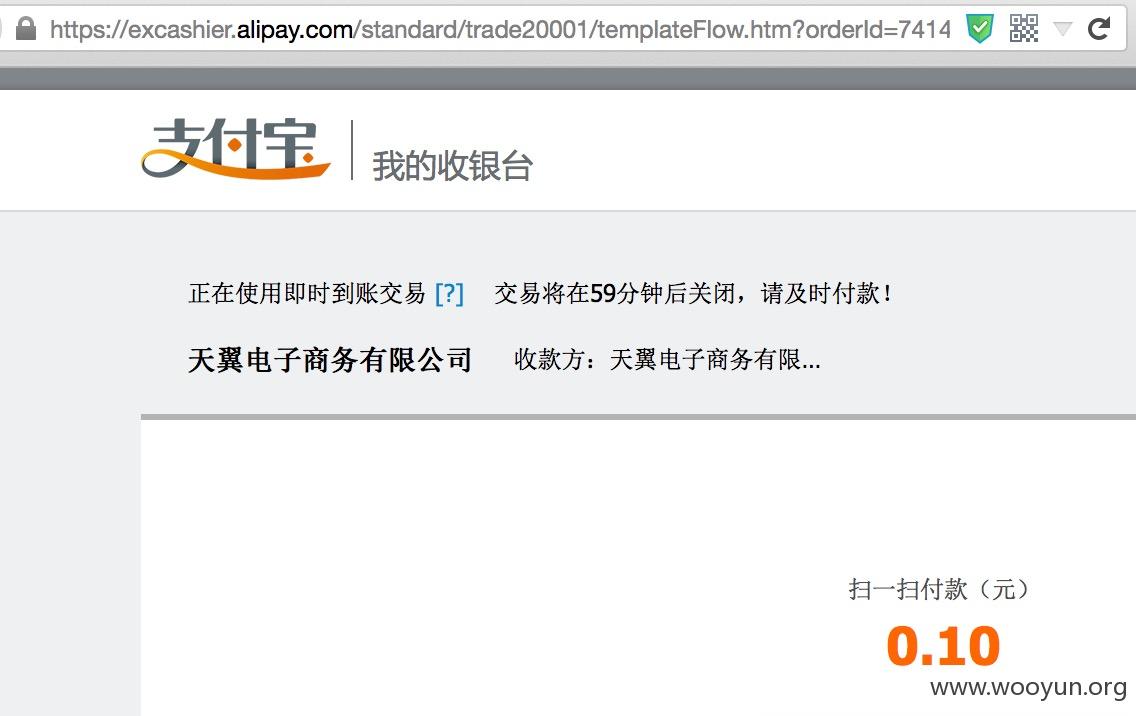 https://excashier.alipay.com/standard/trade20001/templateFlow.htm?orderId=7414
支付宝 我的收银台
正在使用即时到账交易 [?] 交易将在59分钟后关闭，请及时付款！
天翼电子商务有限公司 收款方：天翼电子商务有限...
扫一扫付款（元）
0.10
www.wooyun.org